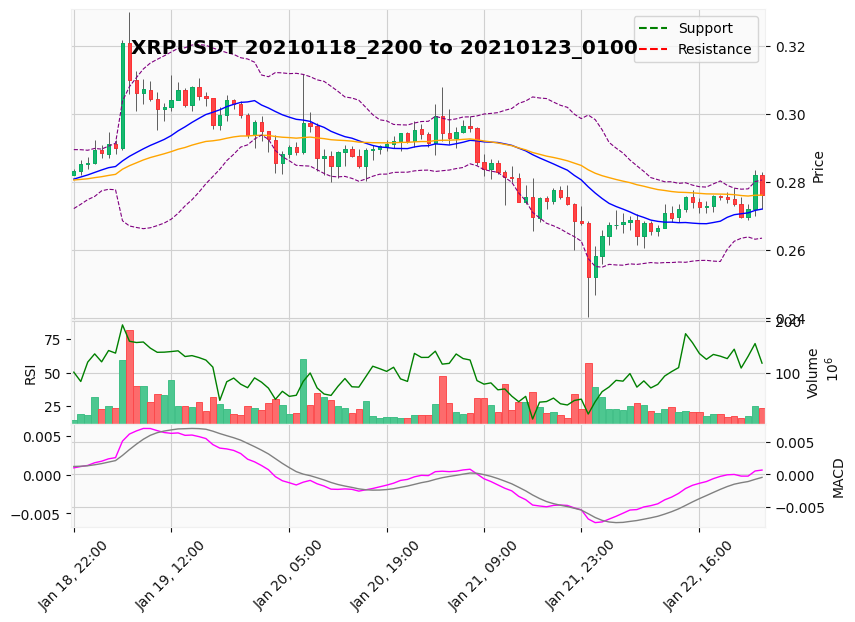 XRPUSDT 20210118_2200 to 20210123_0100
Support
Resistance
0.32
0.30
0.28
0.26
0.24
Price
75
50
25
RSI
200
100
Volume
10^6
0.005
0.000
−0.005
0.005
0.000
−0.005
MACD
Jan 18, 22:00
Jan 19, 12:00
Jan 20, 05:00
Jan 20, 19:00
Jan 21, 09:00
Jan 21, 23:00
Jan 22, 16:00